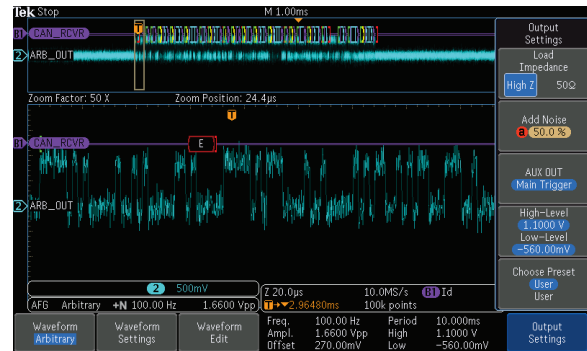 Tek Stop M 1.00ms
B1 CAN_RCVR
2 ARB_OUT
T
Zoom Factor: 50 X Zoom Position: 24.4μs
T
B1 CAN_RCVR E
2 ARB_OUT
2 500mV
Z 20.0μs 10.0MS/s B1 Id
T→▼2.96480ms 100k points
AFG Arbitrary +N 100.00 Hz 1.6600 Vpp
Waveform
Arbitrary
Waveform
Settings
Waveform
Edit
Freq. 100.00 Hz Period 10.000ms
Ampl. 1.6600 Vpp High 1.1000 V
Offset 270.00mV Low -560.00mV
Output
Settings
Output
Settings
Load
Impedance
High Z 50Ω
Add Noise
a 50.0 %
AUX OUT
Main Trigger
High-Level
1.1000 V
Low-Level
-560.00mV
Choose Preset
User
User